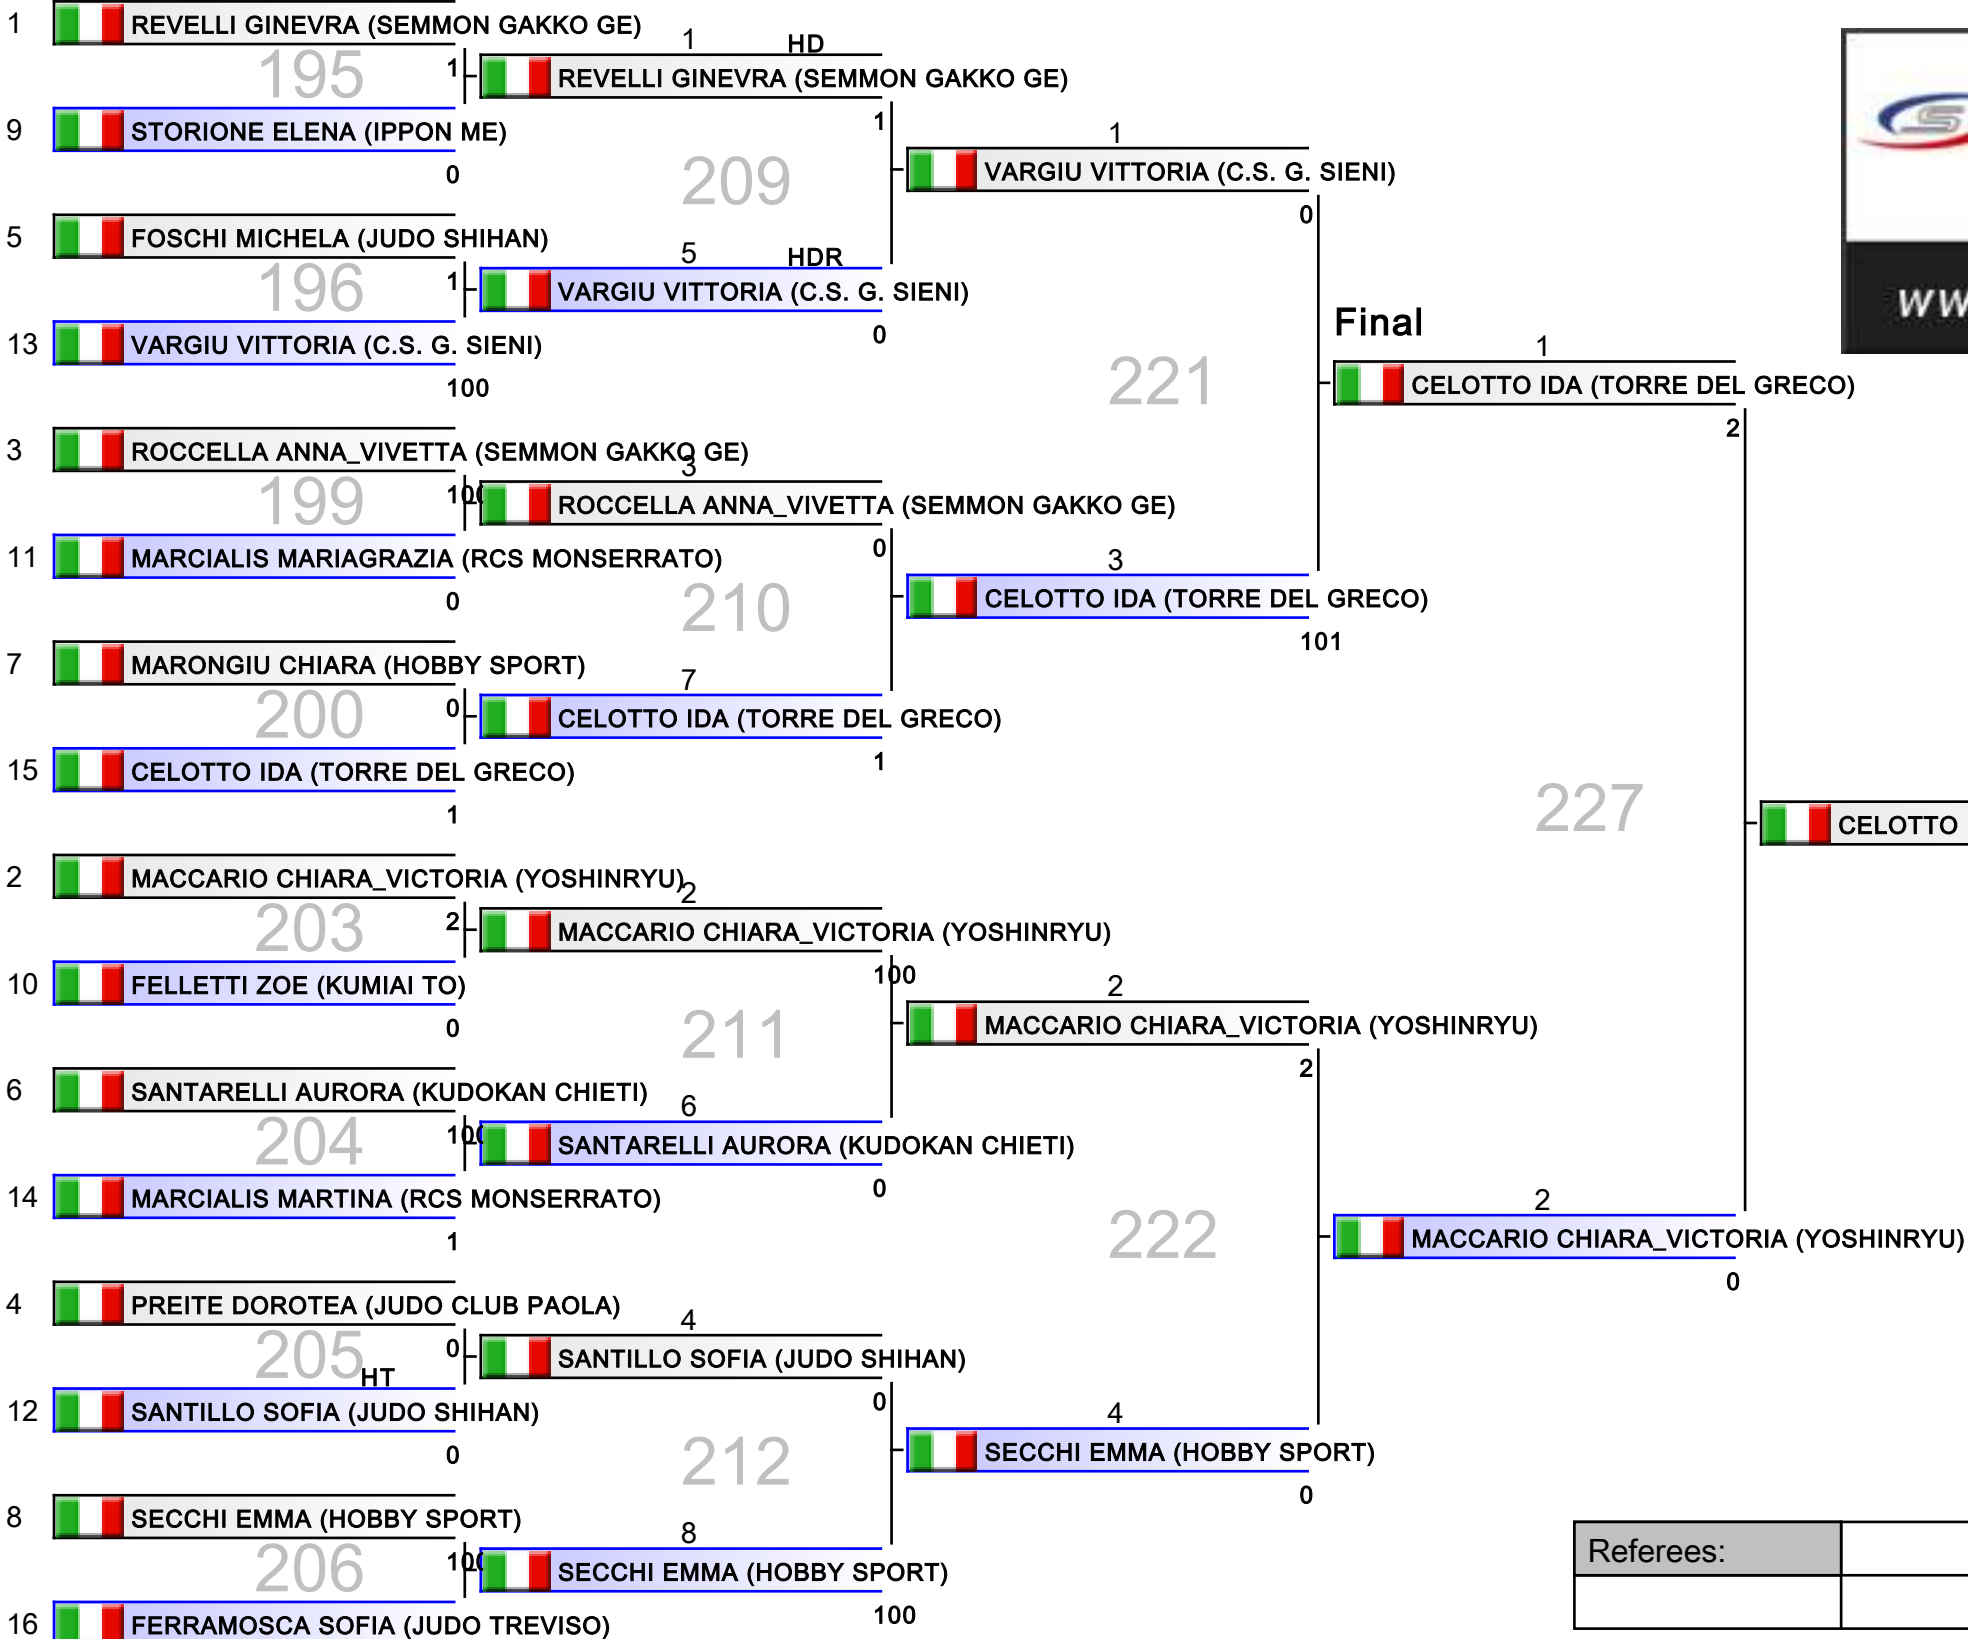 1 REVELLI GINEVRA (SEMMON GAKKO GE)
1 HD
195 1 REVELLI GINEVRA (SEMMON GAKKO GE)
9 STORIONE ELENA (IPPON ME)
1
0
209
1
VARGIU VITTORIA (C.S. G. SIENI)
0
5 FOSCHI MICHELA (JUDO SHIHAN)
5 HDR
196 1 VARGIU VITTORIA (C.S. G. SIENI)
0
13 VARGIU VITTORIA (C.S. G. SIENI)
100
WW
Final
221
1
CELOTTO IDA (TORRE DEL GRECO)
2
3 ROCCELLA ANNA_VIVETTA (SEMMON GAKKO GE)
3
199 100 ROCCELLA ANNA_VIVETTA (SEMMON GAKKO GE)
0
11 MARCIALIS MARIAGRAZIA (RCS MONSERRATO)
0
210
3
CELOTTO IDA (TORRE DEL GRECO)
101
7 MARONGIU CHIARA (HOBBY SPORT)
7
200 0 CELOTTO IDA (TORRE DEL GRECO)
1
15 CELOTTO IDA (TORRE DEL GRECO)
1
227
CELOTTO
2 MACCARIO CHIARA_VICTORIA (YOSHINRYU)
2
203 2 MACCARIO CHIARA_VICTORIA (YOSHINRYU)
100
10 FELLETTI ZOE (KUMIAI TO)
0
211
2
MACCARIO CHIARA_VICTORIA (YOSHINRYU)
2
6 SANTARELLI AURORA (KUDOKAN CHIETI)
6
204 100 SANTARELLI AURORA (KUDOKAN CHIETI)
0
14 MARCIALIS MARTINA (RCS MONSERRATO)
1
222
2
MACCARIO CHIARA_VICTORIA (YOSHINRYU)
0
4 PREITE DOROTEA (JUDO CLUB PAOLA)
4
205 0 SANTILLO SOFIA (JUDO SHIHAN)
HT
0
12 SANTILLO SOFIA (JUDO SHIHAN)
0
212
4
SECCHI EMMA (HOBBY SPORT)
0
8 SECCHI EMMA (HOBBY SPORT)
8
206 100 SECCHI EMMA (HOBBY SPORT)
100
16 FERRAMOSCA SOFIA (JUDO TREVISO)
Referees: